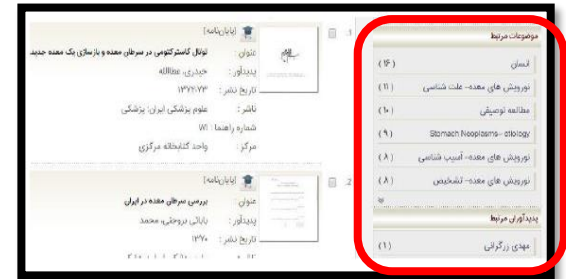 موضوعات مرتبط
انسان (۱۶)
نورویش های معده- علت شناسی (۱۱)
مطالعه توصیفی (۱۰)
Stomach Neoplasms-- etiology (۹)
نورویش های معده- آسیب شناسی (۸)
نورویش های معده- تشخیص (۸)
پدیدآوران مرتبط
مهدی زرگرانی (۱)
1.
[پایان‌نامه]
عنوان : توتال گاسترکتومی در سرطان معده و بازسازی یک معده جدید
پدیدآور : حیدری، عطاالله
تاریخ نشر : ۱۳۷۲-۷۳
ناشر : علوم پزشکی ایران: پزشکی
شماره راهنما : WI
مرکز : واحد کتابخانه مرکزی
2.
[پایان‌نامه]
عنوان : بررسی سرطان معده در ایران
پدیدآور : بابائی بروجنی، محمد
تاریخ نشر : ۱۳۷۰